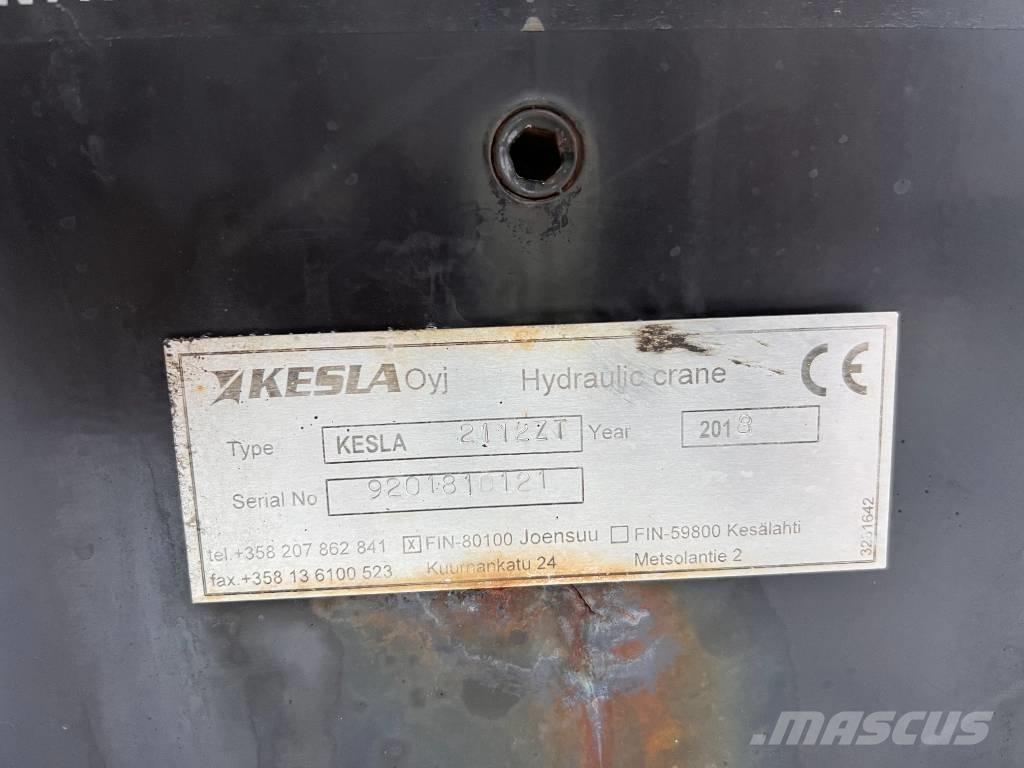 KESLA Oyj Hydraulic crane CE
Type KESLA 2112ZT Year 2018
Serial No 9201810121
tel.+358 207 862 841 x FIN-80100 Joensuu FIN-59800 Kesälahti
fax.+358 13 6100 523 Kuurnankatu 24 Metsolantie 2
MASCUS